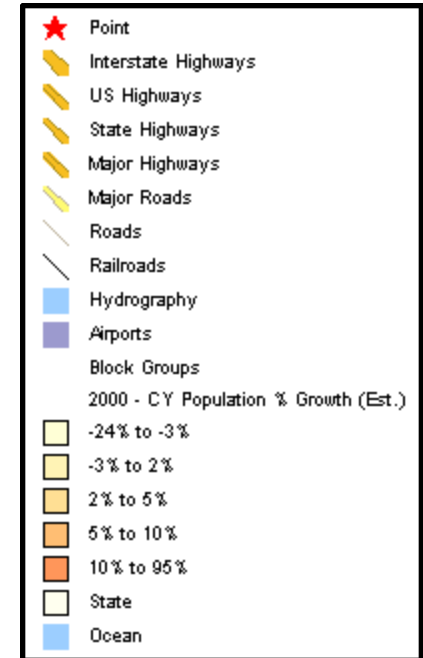 Point
Interstate Highways
US Highways
State Highways
Major Highways
Major Roads
Roads
Railroads
Hydrography
Airports
Block Groups
2000 - CY Population % Growth (Est.)
-24% to -3%
-3% to 2%
2% to 5%
5% to 10%
10% to 95%
State
Ocean